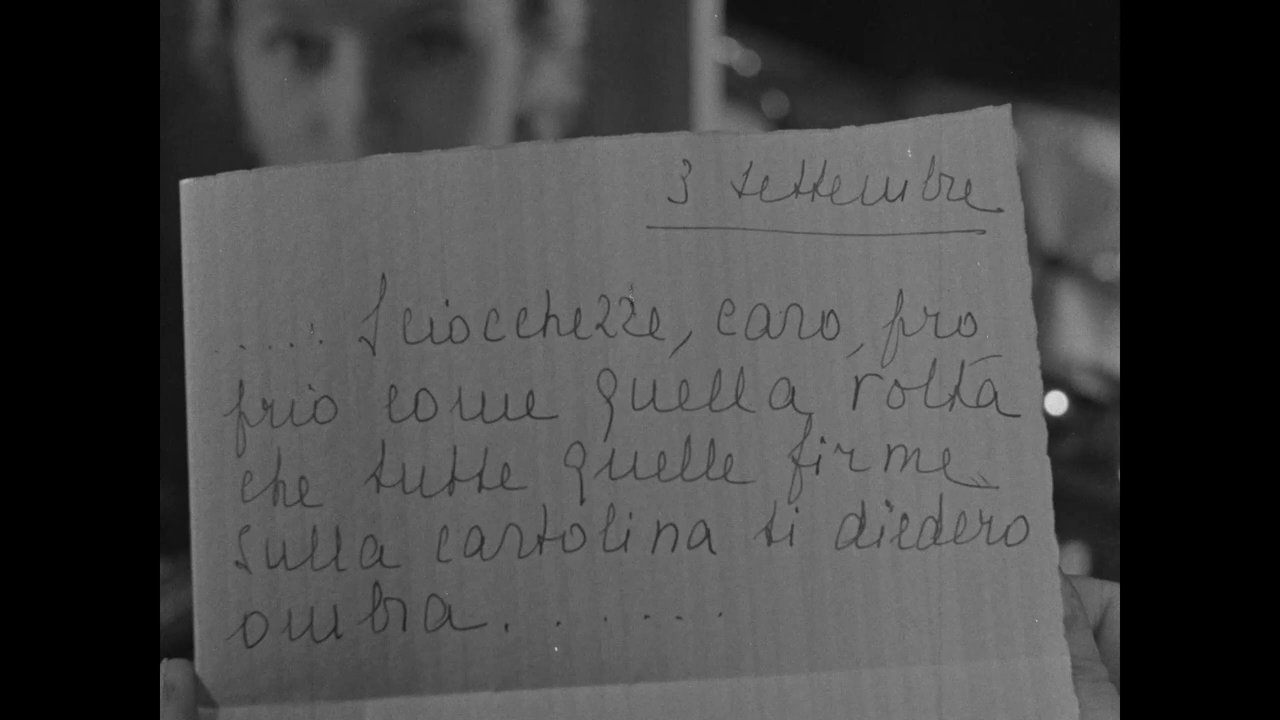 3 settembre
..... Sciocchezze, caro, pro
prio come quella volta
che tutte quelle firme
sulla cartolina ti diedero
ombra.......